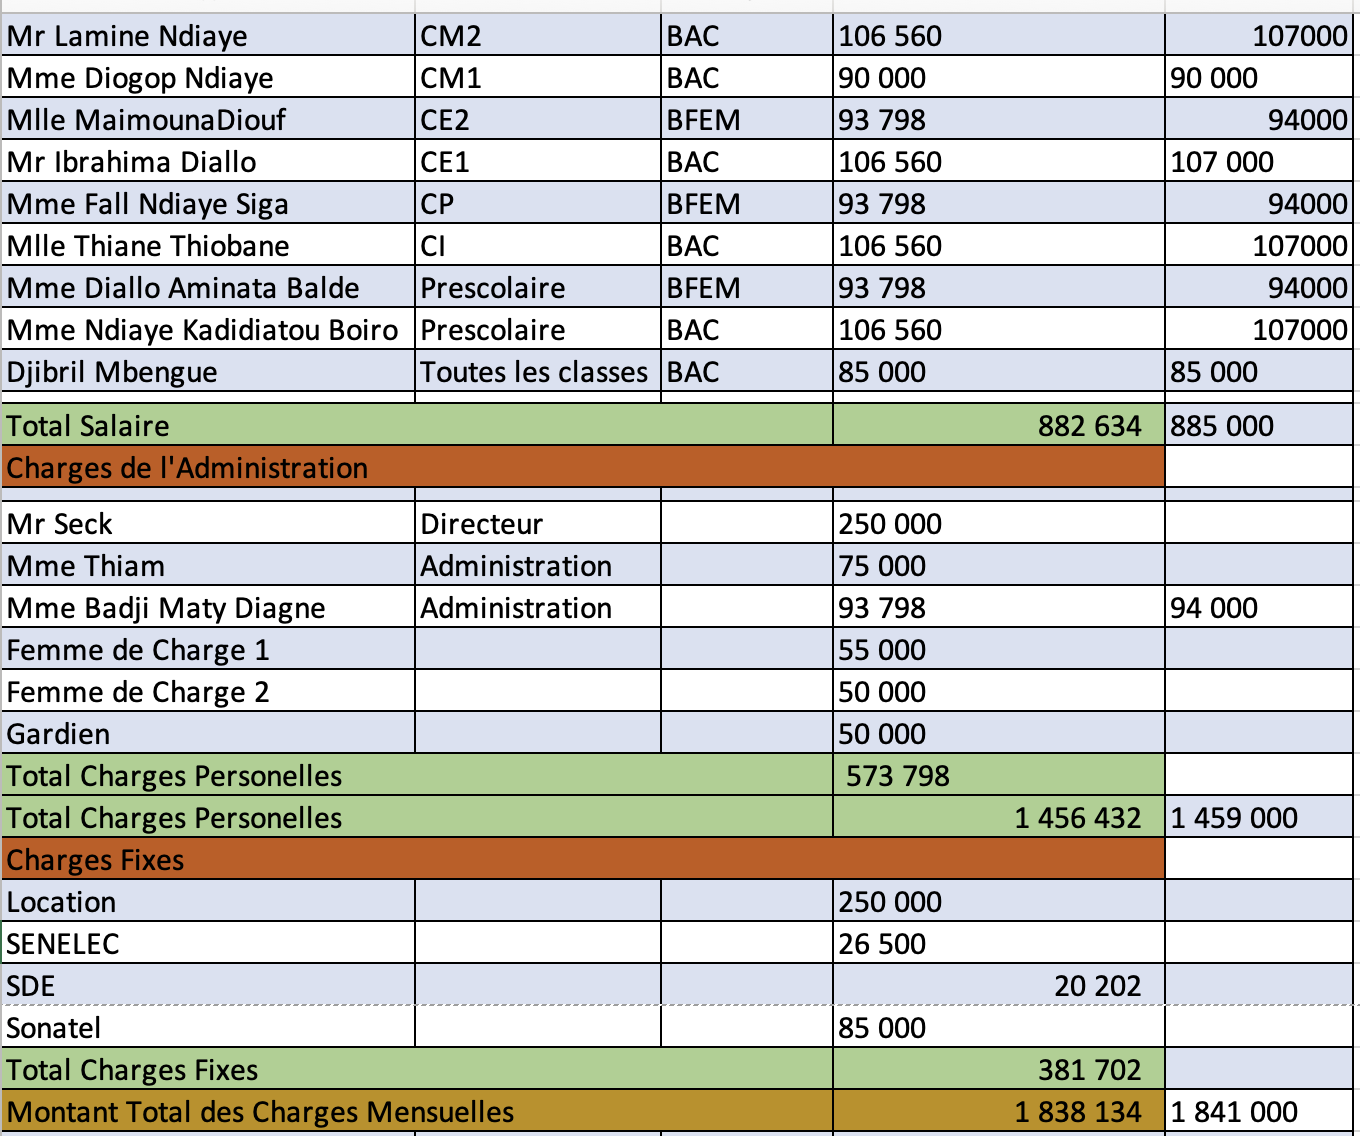 Mr Lamine Ndiaye CM2 BAC 106 560 107000
Mme Diogop Ndiaye CM1 BAC 90 000 90 000
Mlle MaimounaDiouf CE2 BFEM 93 798 94000
Mr Ibrahima Diallo CE1 BAC 106 560 107 000
Mme Fall Ndiaye Siga CP BFEM 93 798 94000
Mlle Thiane Thiobane CI BAC 106 560 107000
Mme Diallo Aminata Balde Prescolaire BFEM 93 798 94000
Mme Ndiaye Kadidiatou Boiro Prescolaire BAC 106 560 107000
Djibril Mbengue Toutes les classes BAC 85 000 85 000
Total Salaire 882 634 885 000
Charges de l'Administration
Mr Seck Directeur 250 000
Mme Thiam Administration 75 000
Mme Badji Maty Diagne Administration 93 798 94 000
Femme de Charge 1 55 000
Femme de Charge 2 50 000
Gardien 50 000
Total Charges Personelles 573 798
Total Charges Personelles 1 456 432 1 459 000
Charges Fixes
Location 250 000
SENELEC 26 500
SDE 20 202
Sonatel 85 000
Total Charges Fixes 381 702
Montant Total des Charges Mensuelles 1 838 134 1 841 000